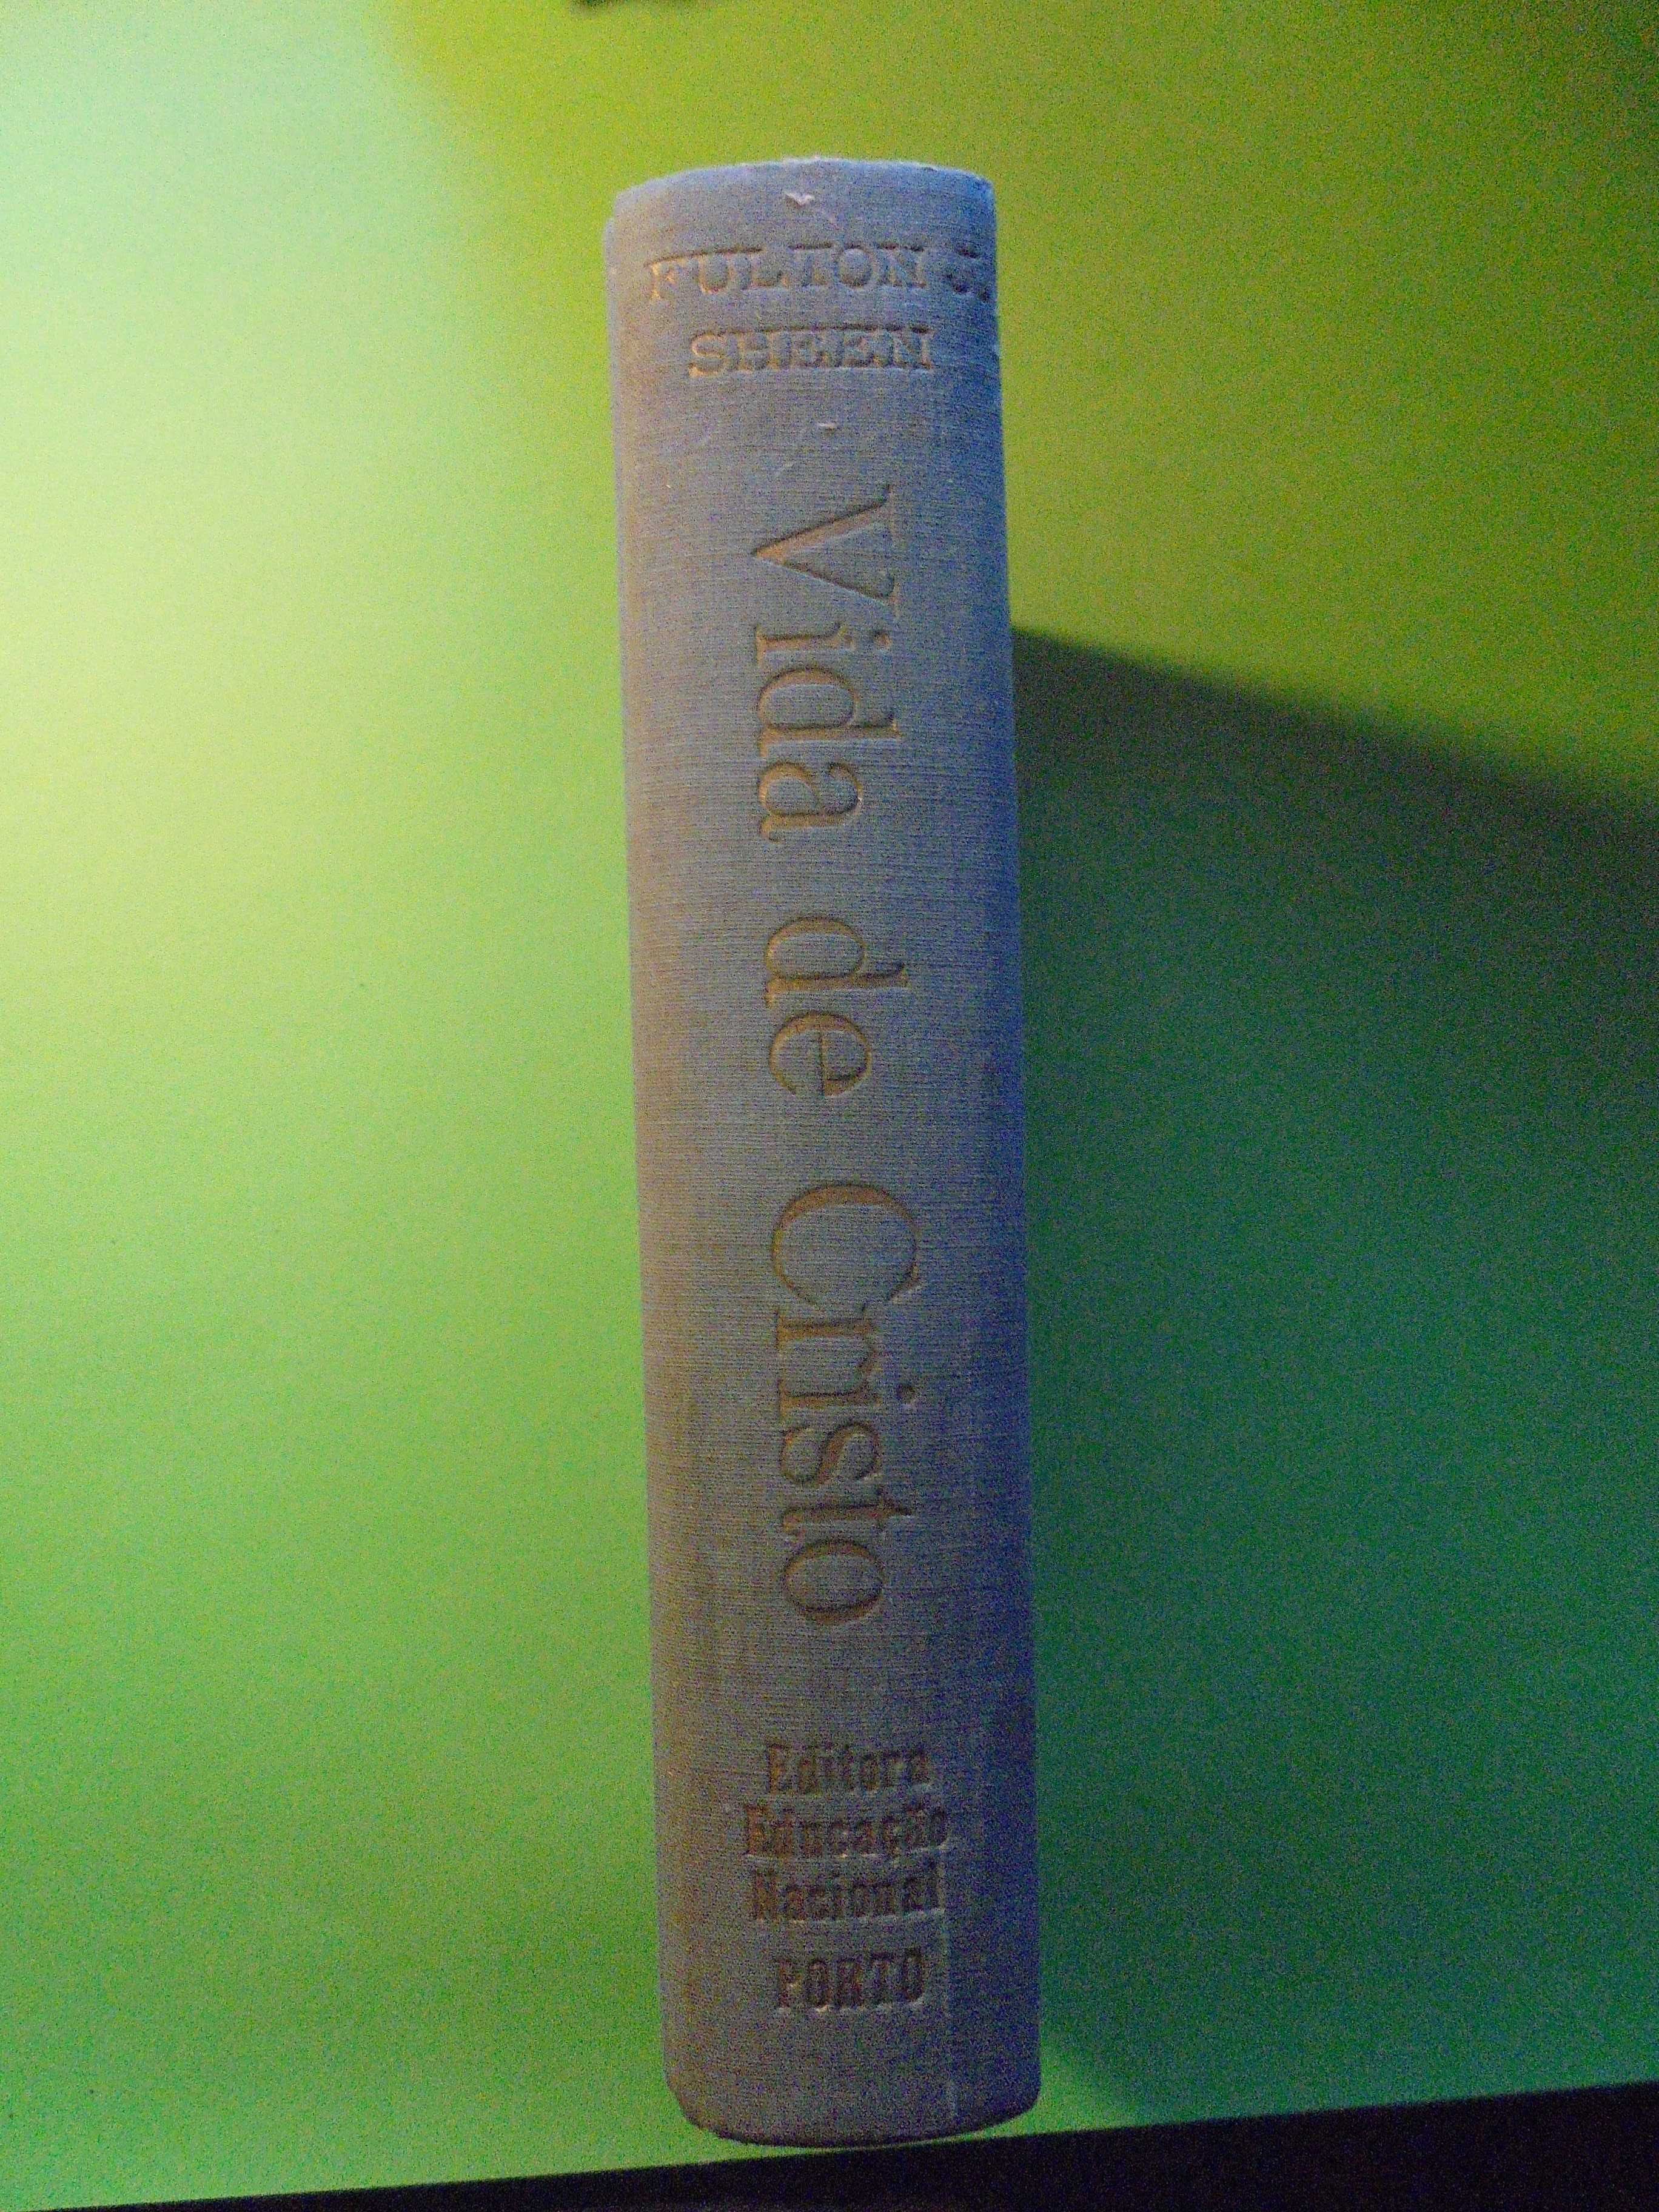 FULTON J.
SHEEN
Vida de Cristo
Editora
Educação
Nacional
PORTO